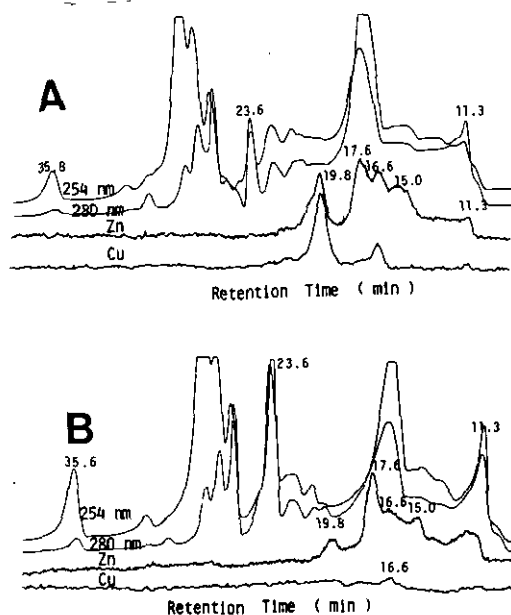 A
23.6
11.3
35.8
17.6
19.8
16.6
15.0
254 nm
280 nm
11.3
Zn
Cu
Retention Time ( min )
B
23.6
35.6
11.3
17.6
254 nm
16.6
15.0
19.8
280 nm
Zn
16.6
Cu
Retention Time ( min )